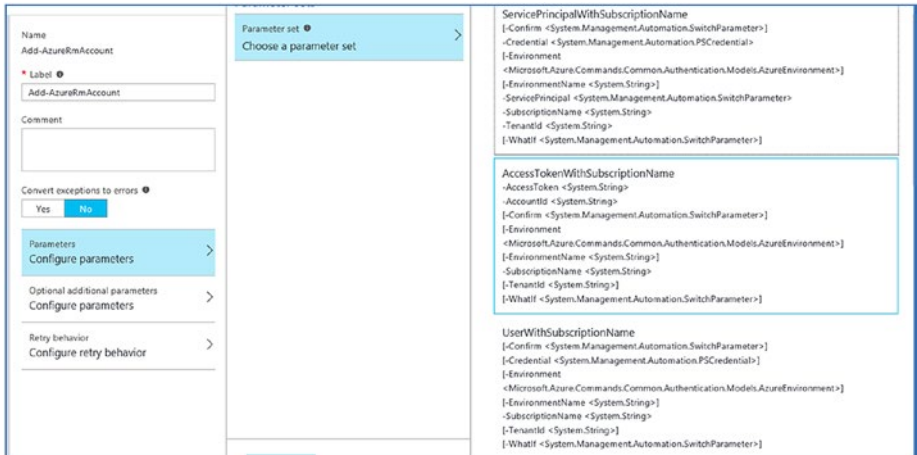 Name
Add-AzureRmAccount
* Label
Add-AzureRmAccount
Comment
Convert exceptions to errors
Yes No
Parameters
Configure parameters
Optional additional parameters
Configure parameters
Retry behavior
Configure retry behavior
Parameter sets
Parameter set
Choose a parameter set
ServicePrincipalWithSubscriptionName
[-Confirm <System.Management.Automation.SwitchParameter>]
-Credential <System.Management.Automation.PSCredential>
[-Environment
<Microsoft.Azure.Commands.Common.Authentication.Models.AzureEnvironment>]
[-EnvironmentName <System.String>]
-ServicePrincipal <System.Management.Automation.SwitchParameter>
-SubscriptionName <System.String>
-TenantId <System.String>
[-WhatIf <System.Management.Automation.SwitchParameter>]
AccessTokenWithSubscriptionName
-AccessToken <System.String>
-AccountId <System.String>
[-Confirm <System.Management.Automation.SwitchParameter>]
[-Environment
<Microsoft.Azure.Commands.Common.Authentication.Models.AzureEnvironment>]
[-EnvironmentName <System.String>]
-SubscriptionName <System.String>
[-TenantId <System.String>]
[-WhatIf <System.Management.Automation.SwitchParameter>]
UserWithSubscriptionName
[-Confirm <System.Management.Automation.SwitchParameter>]
[-Credential <System.Management.Automation.PSCredential>]
[-Environment
<Microsoft.Azure.Commands.Common.Authentication.Models.AzureEnvironment>]
[-EnvironmentName <System.String>]
-SubscriptionName <System.String>
[-TenantId <System.String>]
[-WhatIf <System.Management.Automation.SwitchParameter>]